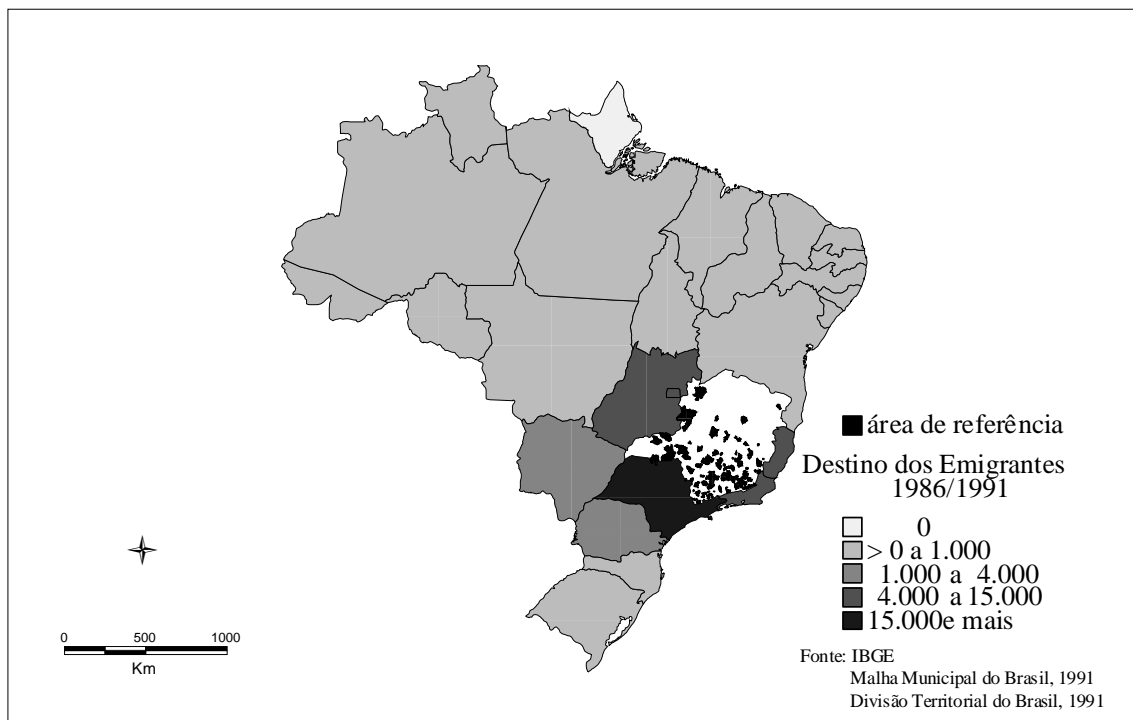 área de referência
Destino dos Emigrantes
1986/1991
0
> 0 a 1.000
1.000 a 4.000
4.000 a 15.000
15.000e mais
0 500 1000
Km
Fonte: IBGE
Malha Municipal do Brasil, 1991
Divisão Territorial do Brasil, 1991